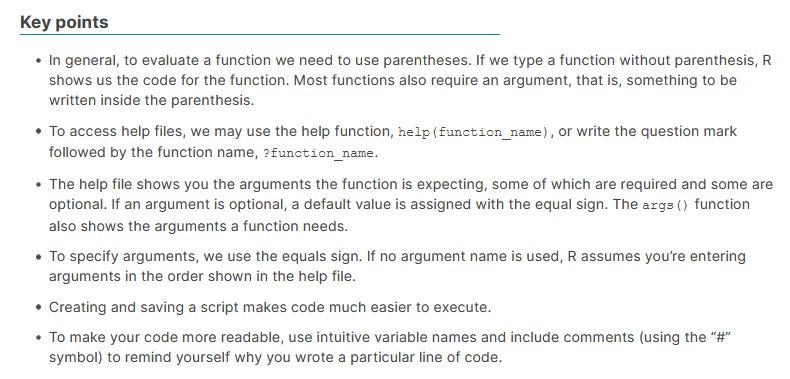 Key points
• In general, to evaluate a function we need to use parentheses. If we type a function without parenthesis, R
shows us the code for the function. Most functions also require an argument, that is, something to be
written inside the parenthesis.
• To access help files, we may use the help function, help(function_name), or write the question mark
followed by the function name, ?function_name.
• The help file shows you the arguments the function is expecting, some of which are required and some are
optional. If an argument is optional, a default value is assigned with the equal sign. The args() function
also shows the arguments a function needs.
• To specify arguments, we use the equals sign. If no argument name is used, R assumes you’re entering
arguments in the order shown in the help file.
• Creating and saving a script makes code much easier to execute.
• To make your code more readable, use intuitive variable names and include comments (using the “#”
symbol) to remind yourself why you wrote a particular line of code.